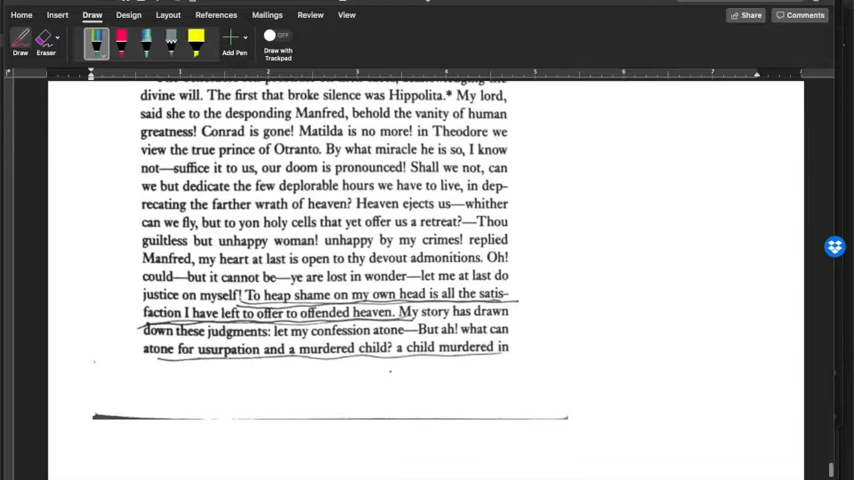 Home Insert Draw Design Layout References Mailings Review View Share Comments
Draw Eraser Add Pen OFF Draw with Trackpad
1 2 3 4 5 6 7
divine will. The first that broke silence was Hippolita.* My lord,
said she to the desponding Manfred, behold the vanity of human
greatness! Conrad is gone! Matilda is no more! in Theodore we
view the true prince of Otranto. By what miracle he is so, I know
not—suffice it to us, our doom is pronounced! Shall we not, can
we but dedicate the few deplorable hours we have to live, in dep-
recating the farther wrath of heaven? Heaven ejects us—whither
can we fly, but to yon holy cells that yet offer us a retreat?—Thou
guiltless but unhappy woman! unhappy by my crimes! replied
Manfred, my heart at last is open to thy devout admonitions. Oh!
could—but it cannot be—ye are lost in wonder—let me at last do
justice on myself! To heap shame on my own head is all the satis-
faction I have left to offer to offended heaven. My story has drawn
down these judgments: let my confession atone—But ah! what can
atone for usurpation and a murdered child? a child murdered in